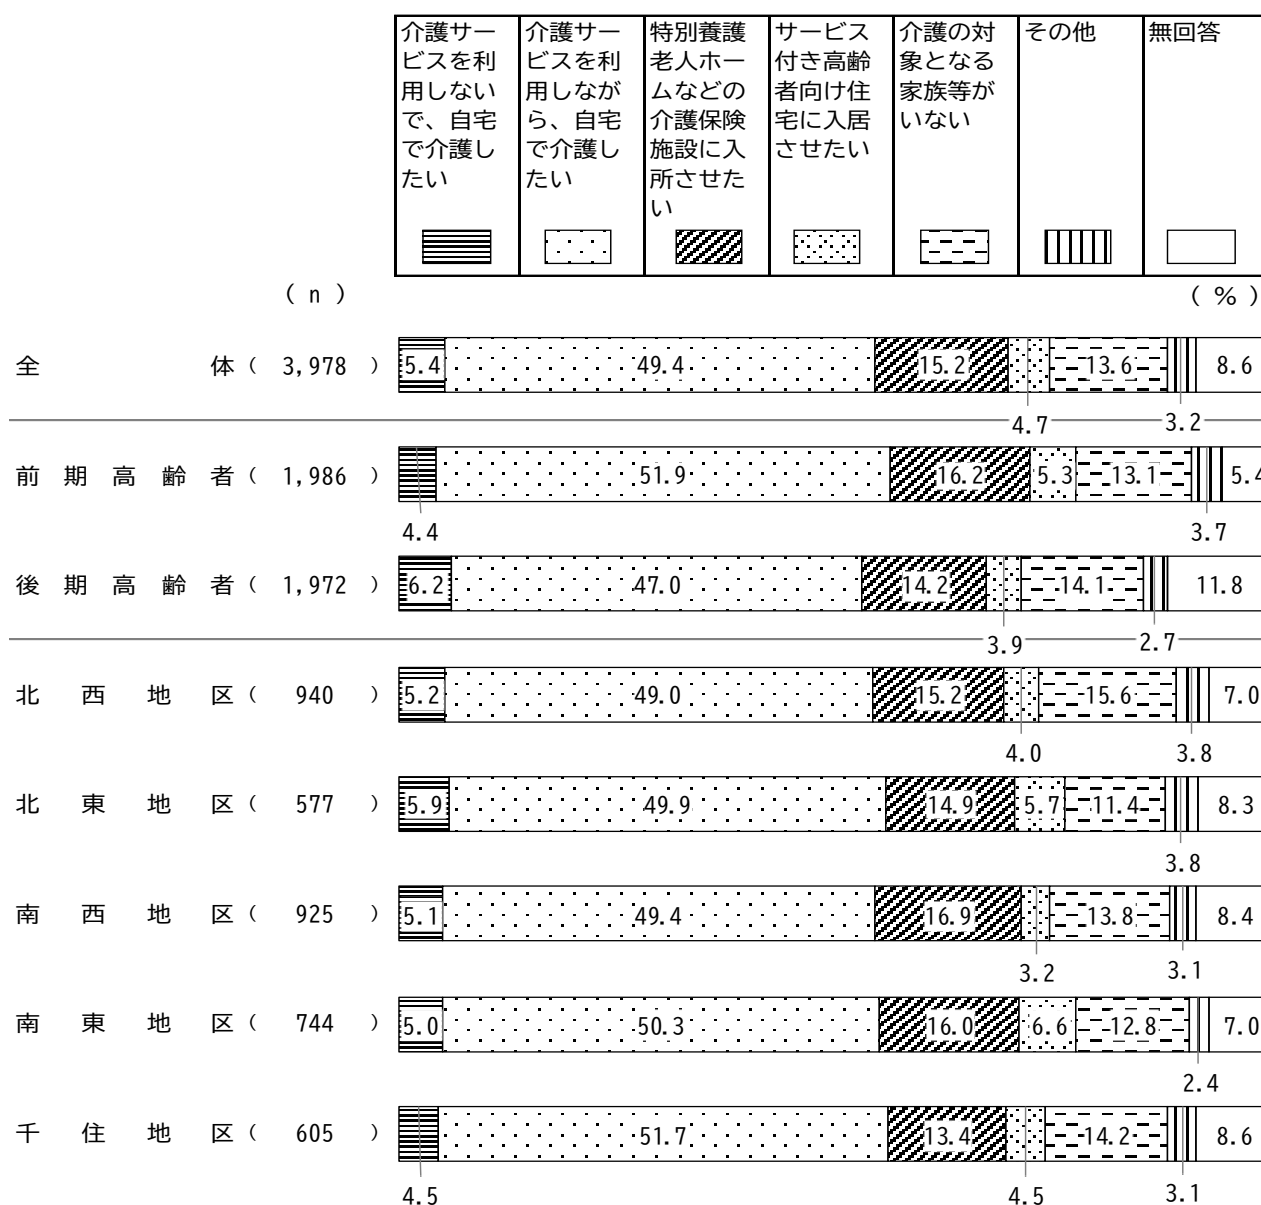 介護サー
ビスを利
用しない
で、自宅
で介護し
たい
介護サー
ビスを利
用しなが
ら、自宅
で介護し
たい
特別養護
老人ホー
ムなどの
介護保険
施設に入
所させた
い
サービス
付き高齢
者向け住
宅に入居
させたい
介護の対
象となる
家族等が
いない
その他
無回答
( n )
( % )
全体 ( 3,978 ) 5.4 49.4 15.2 13.6 8.6
4.7 3.2
前期高齢者 ( 1,986 ) 51.9 16.2 5.3 13.1 5.4
4.4 3.7
後期高齢者 ( 1,972 ) 6.2 47.0 14.2 14.1 11.8
3.9 2.7
北西地区 ( 940 ) 5.2 49.0 15.2 15.6 7.0
4.0 3.8
北東地区 ( 577 ) 5.9 49.9 14.9 5.7 11.4 8.3
3.8
南西地区 ( 925 ) 5.1 49.4 16.9 13.8 8.4
3.2 3.1
南東地区 ( 744 ) 5.0 50.3 16.0 6.6 12.8 7.0
2.4
千住地区 ( 605 ) 51.7 13.4 14.2 8.6
4.5 4.5 3.1